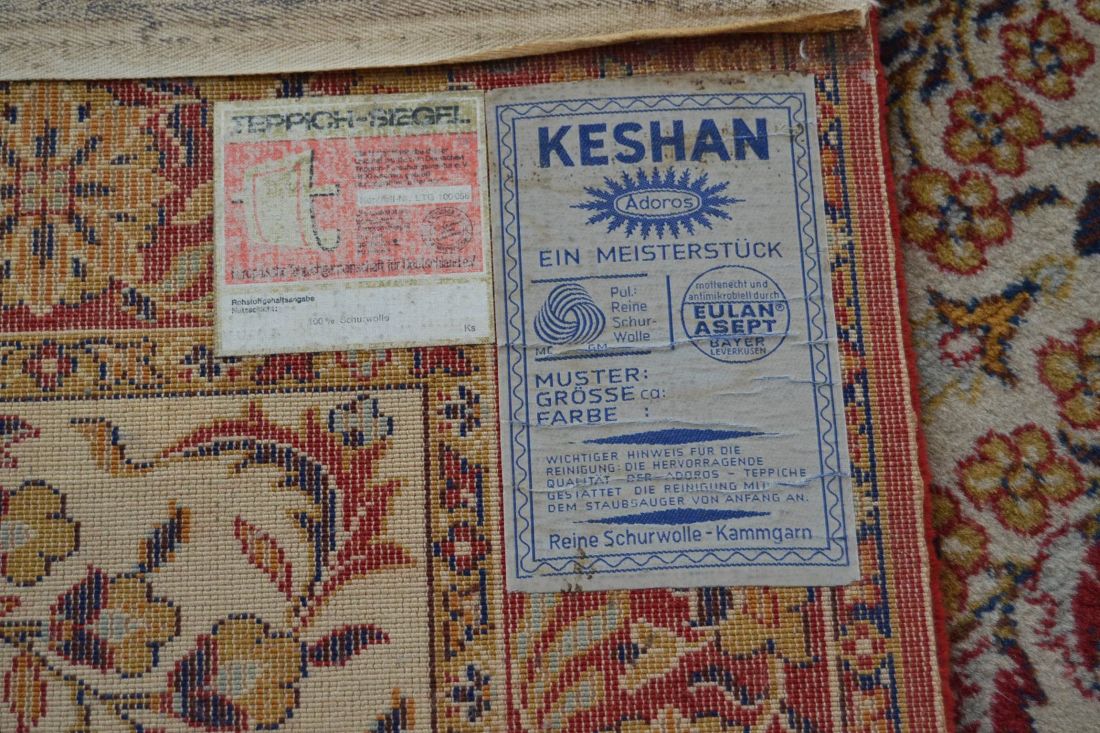 TEPPICH-SIEGEL
Rohstoffgehaltsangabe
Nutzschicht:
100 % Schurwolle
Ks
KESHAN
Adoros
EIN MEISTERSTÜCK
Pol:
Reine
Schur-
Wolle
mottenecht und
antimikrobiell durch
EULAN®
ASEPT
BAYER
LEVERKUSEN
MUSTER:
GRÖSSE ca:
FARBE :
WICHTIGER HINWEIS FÜR DIE
REINIGUNG: DIE HERVORRAGENDE
QUALITÄT DER ADOROS - TEPPICHE
GESTATTET DIE REINIGUNG MIT
DEM STAUBSAUGER VON ANFANG AN.
Reine Schurwolle - Kammgarn